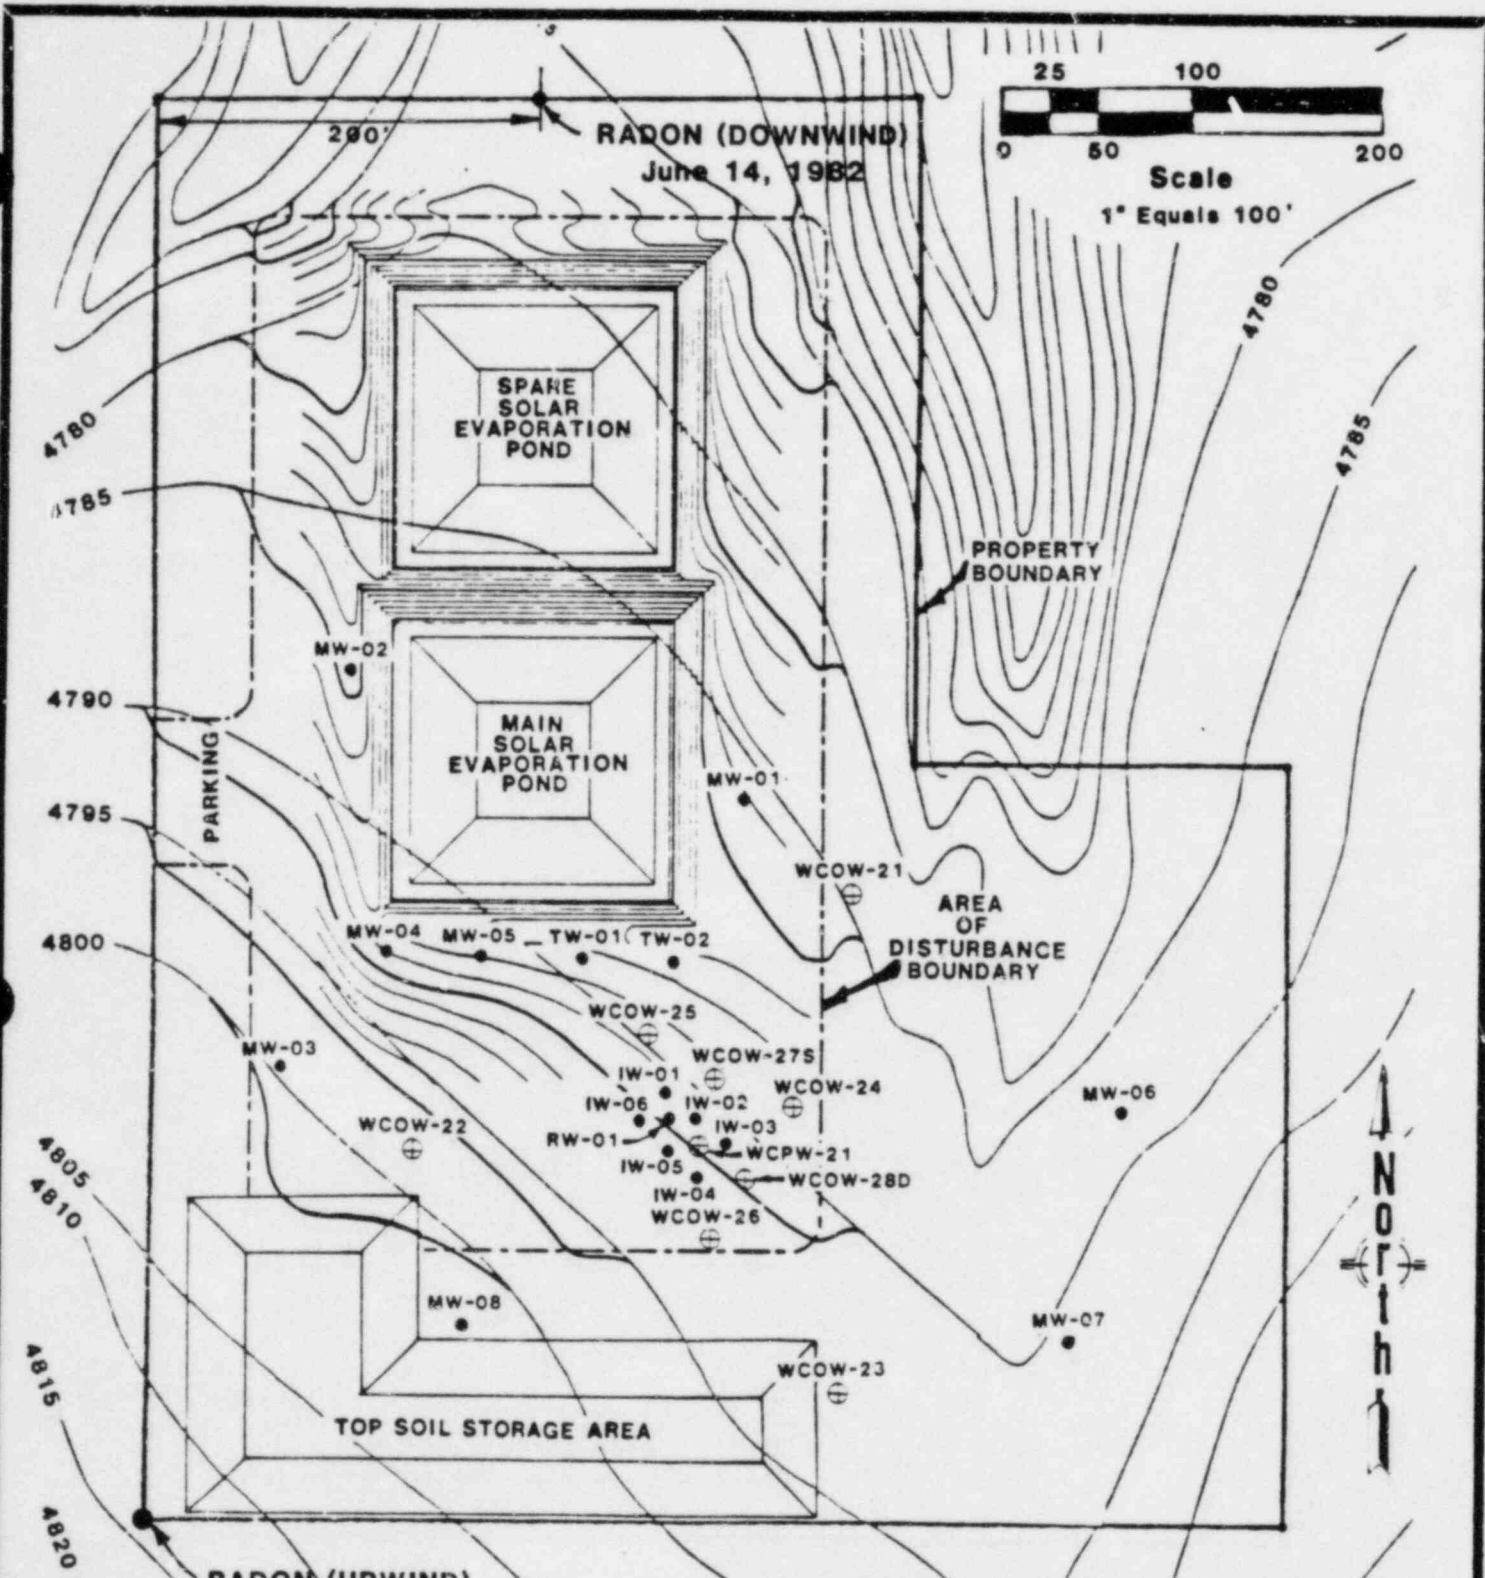 25 100
0 50 200
Scale
1" Equals 100'
200'
RADON (DOWNWIND)
June 14, 1982
4780
4785
SPARE
SOLAR
EVAPORATION
POND
4780
4785
PROPERTY
BOUNDARY
MW-02
4790
PARKING
MAIN
SOLAR
EVAPORATION
POND
MW-01
4795
WCOW-21
AREA
OF
DISTURBANCE
BOUNDARY
4800
MW-04
MW-05
TW-01
TW-02
WCOW-25
MW-03
WCOW-27S
IW-01
WCOW-24
MW-06
IW-06
IW-02
WCOW-22
RW-01
IW-03
WCPW-21
IW-05
WCOW-28D
IW-04
WCOW-26
North
4805
4810
MW-08
MW-07
4815
WCOW-23
TOP SOIL STORAGE AREA
4820
RADON (UPWIND)